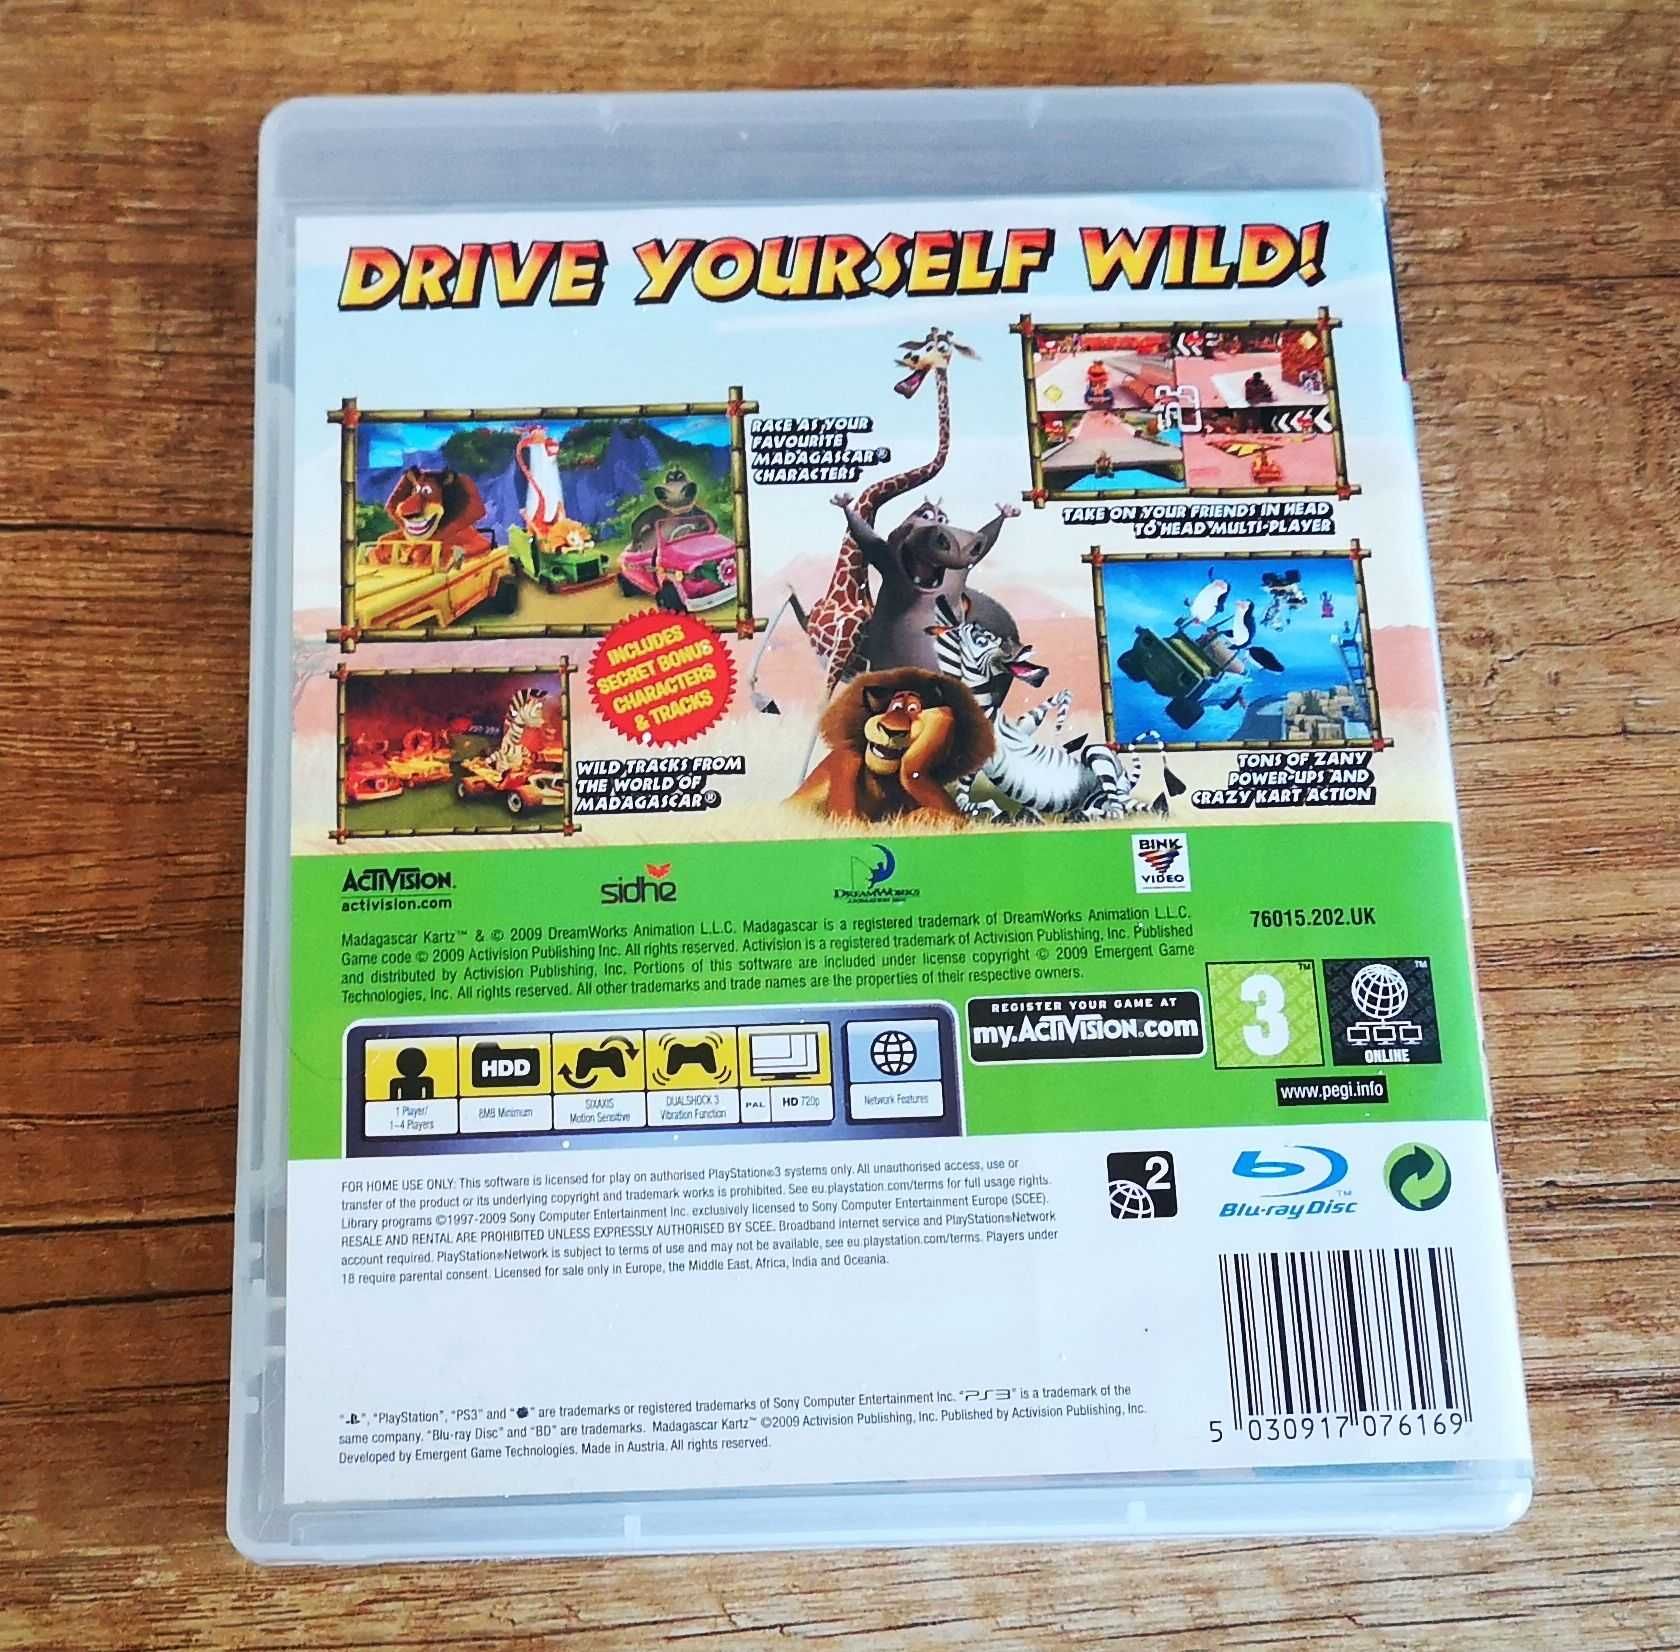 DRIVE YOURSELF WILD!
RACE AS YOUR
FAVOURITE
MADAGASCAR®
CHARACTERS
TAKE ON YOUR FRIENDS IN HEAD
TO HEAD MULTI-PLAYER
INCLUDES
SECRET BONUS
CHARACTERS
& TRACKS
WILD TRACKS FROM
THE WORLD OF
MADAGASCAR®
TONS OF ZANY
POWER-UPS AND
CRAZY KART ACTION
ACTIVISION.
activision.com
sidhe
DREAMWORKS
BINK
VIDEO
Madagascar Kartz™ & © 2009 DreamWorks Animation L.L.C. Madagascar is a registered trademark of DreamWorks Animation L.L.C.
Game code © 2009 Activision Publishing Inc. All rights reserved. Activision is a registered trademark of Activision Publishing, Inc. Published
and distributed by Activision Publishing, Inc. Portions of this software are included under license copyright © 2009 Emergent Game
Technologies, Inc. All rights reserved. All other trademarks and trade names are the properties of their respective owners.
76015.202.UK
REGISTER YOUR GAME AT
my.ACTIVISION.com
3
TM
TM
ONLINE
www.pegi.info
HDD
1 Player/
1-4 Players
8MB Minimum
SIXAXIS
Motion Sensitive
DUALSHOCK 3
Vibration Function
PAL
HD 720p
Network Features
FOR HOME USE ONLY: This software is licensed for play on authorised PlayStation®3 systems only. All unauthorised access, use or
transfer of the product or its underlying copyright and trademark works is prohibited. See eu.playstation.com/terms for full usage rights.
Library programs ©1997-2009 Sony Computer Entertainment Inc. exclusively licensed to Sony Computer Entertainment Europe (SCEE).
RESALE AND RENTAL ARE PROHIBITED UNLESS EXPRESSLY AUTHORISED BY SCEE. Broadband internet service and PlayStation®Network
account required. PlayStation®Network is subject to terms of use and may not be available, see eu.playstation.com/terms. Players under
18 require parental consent. Licensed for sale only in Europe, the Middle East, Africa, India and Oceania.
2
Blu-ray Disc
TM
"", "PlayStation", "PS3" and "" are trademarks or registered trademarks of Sony Computer Entertainment Inc. "PS3" is a trademark of the
same company. "Blu-ray Disc" and "BD" are trademarks. Madagascar Kartz™ ©2009 Activision Publishing, Inc. Published by Activision Publishing, Inc.
Developed by Emergent Game Technologies. Made in Austria. All rights reserved.
5 030917 076169